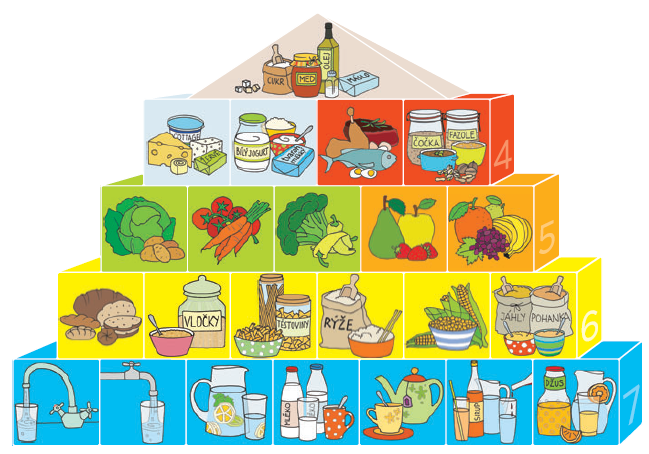 OLEJ
CUKR
MED
MÁSLO
COTTAGE
BÍLÝ JOGURT
ČOČKA
FAZOLE
4
5
VLOČKY
TĚSTOVINY
RÝŽE
JÁHLY
POHANKA
6
MLÉKO
SIRUP
DŽUS
7